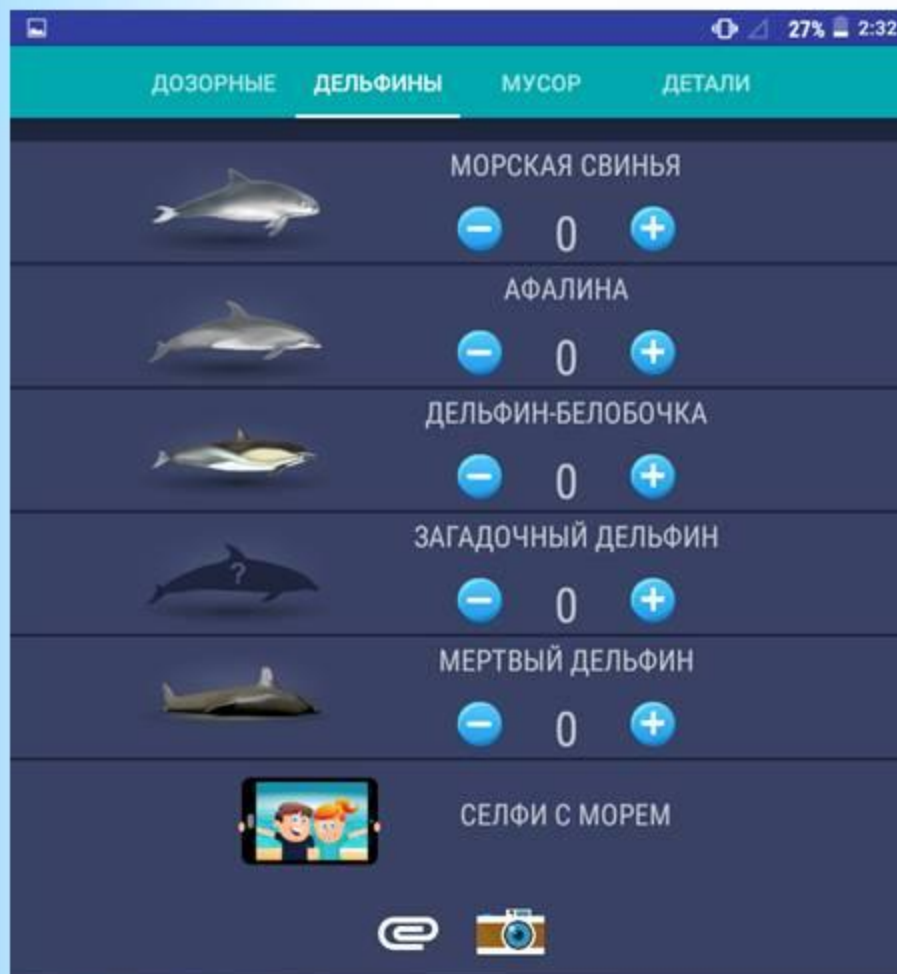 27% 2:32
ДОЗОРНЫЕ ДЕЛЬФИНЫ МУСОР ДЕТАЛИ
МОРСКАЯ СВИНЬЯ
0
АФАЛИНА
0
ДЕЛЬФИН-БЕЛОБОЧКА
0
ЗАГАДОЧНЫЙ ДЕЛЬФИН
?
0
МЕРТВЫЙ ДЕЛЬФИН
0
СЕЛФИ С МОРЕМ